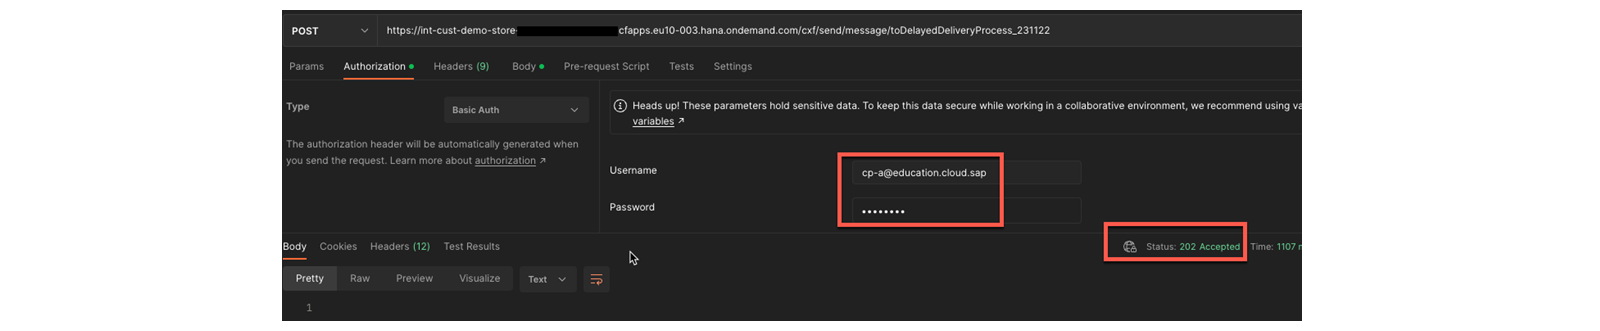 POST https://int-cust-demo-store- cfapps.eu10-003.hana.ondemand.com/cxf/send/message/toDelayedDeliveryProcess_231122
Params Authorization Headers (9) Body Pre-request Script Tests Settings
Type Basic Auth
The authorization header will be automatically generated when
you send the request. Learn more about authorization ↗
Heads up! These parameters hold sensitive data. To keep this data secure while working in a collaborative environment, we recommend using va
variables ↗
Username cp-a@education.cloud.sap
Password ••••••••
Body Cookies Headers (12) Test Results Status: 202 Accepted Time: 1107 m
Pretty Raw Preview Visualize Text
1